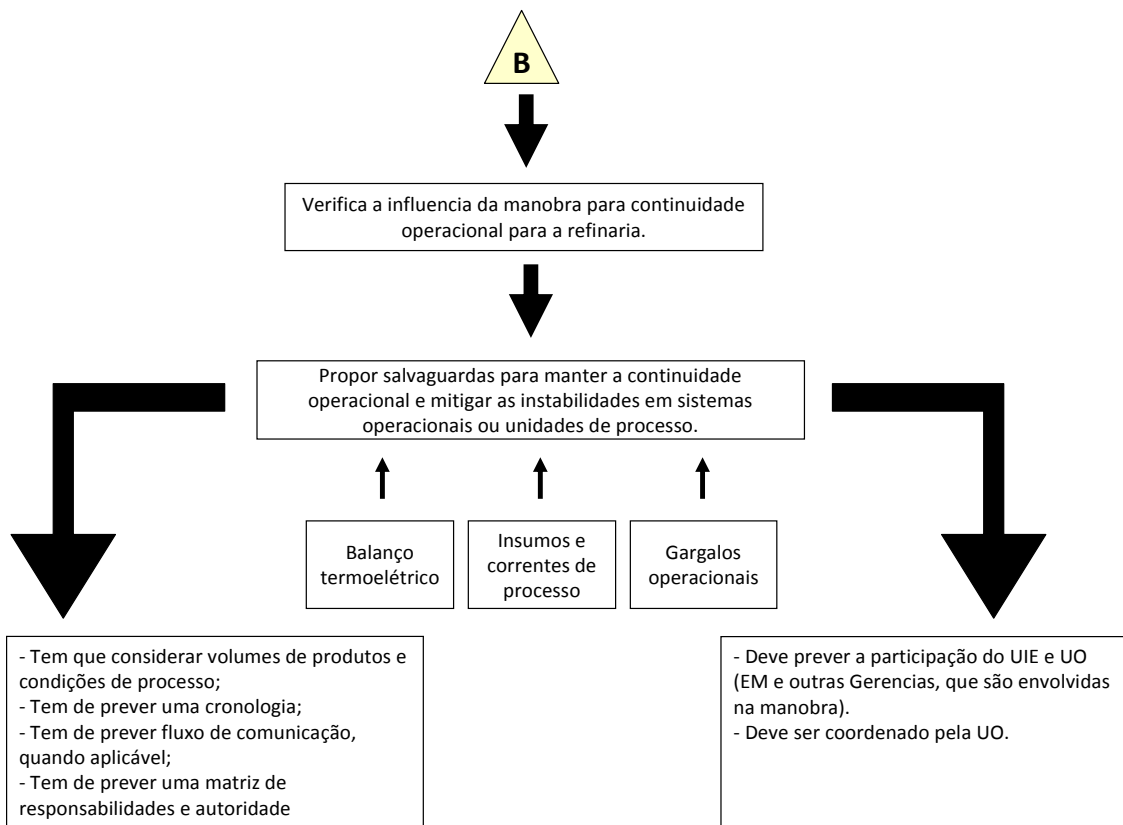 B
Verifica a influencia da manobra para continuidade
operacional para a refinaria.
Propor salvaguardas para manter a continuidade
operacional e mitigar as instabilidades em sistemas
operacionais ou unidades de processo.
Balanço
termoelétrico
Insumos e
correntes de
processo
Gargalos
operacionais
- Tem que considerar volumes de produtos e
condições de processo;
- Tem de prever uma cronologia;
- Tem de prever fluxo de comunicação,
quando aplicável;
- Tem de prever uma matriz de
responsabilidades e autoridade
- Deve prever a participação do UIE e UO
(EM e outras Gerencias, que são envolvidas
na manobra).
- Deve ser coordenado pela UO.